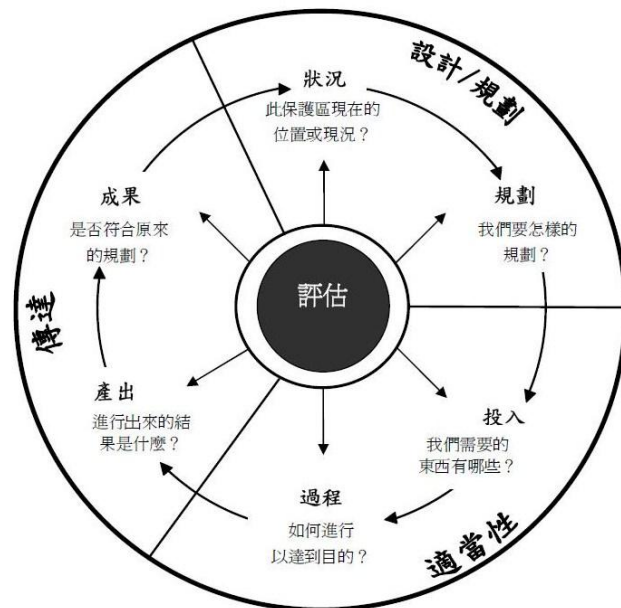 設計/規劃
狀況
此保護區現在的
位置或現況？
規劃
我們要怎樣的
規劃？
適當性
投入
我們需要的
東西有哪些？
過程
如何進行
以達到目的？
傳達
產出
進行出來的結
果是什麼？
成果
是否符合原來
的規劃？
評估